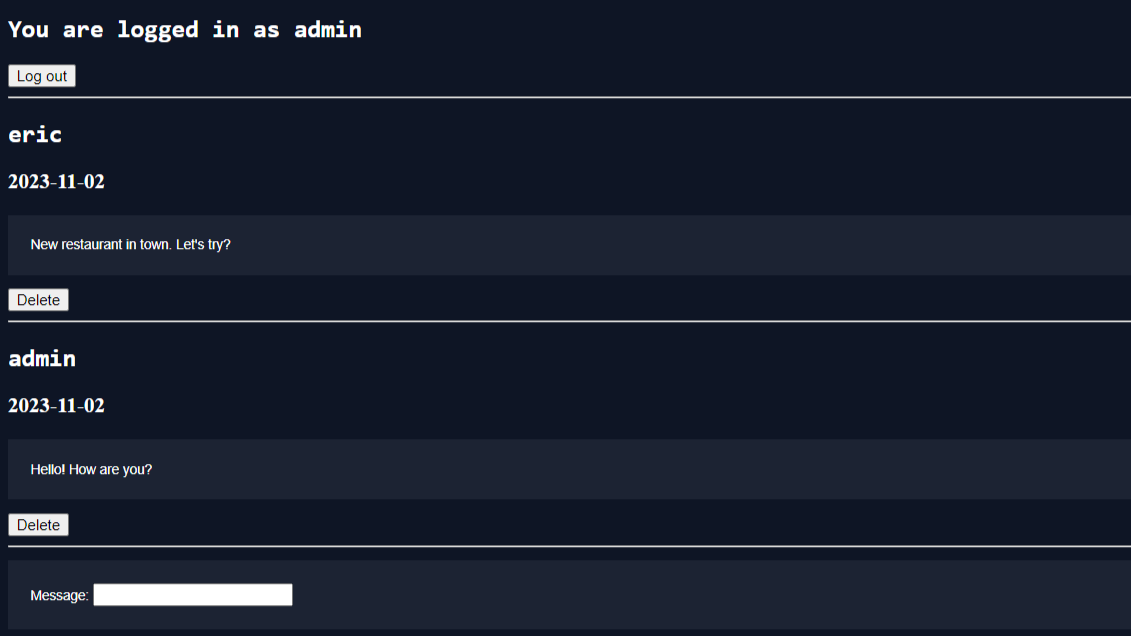 You are logged in as admin
Log out
eric
2023-11-02
New restaurant in town. Let's try?
Delete
admin
2023-11-02
Hello! How are you?
Delete
Message: